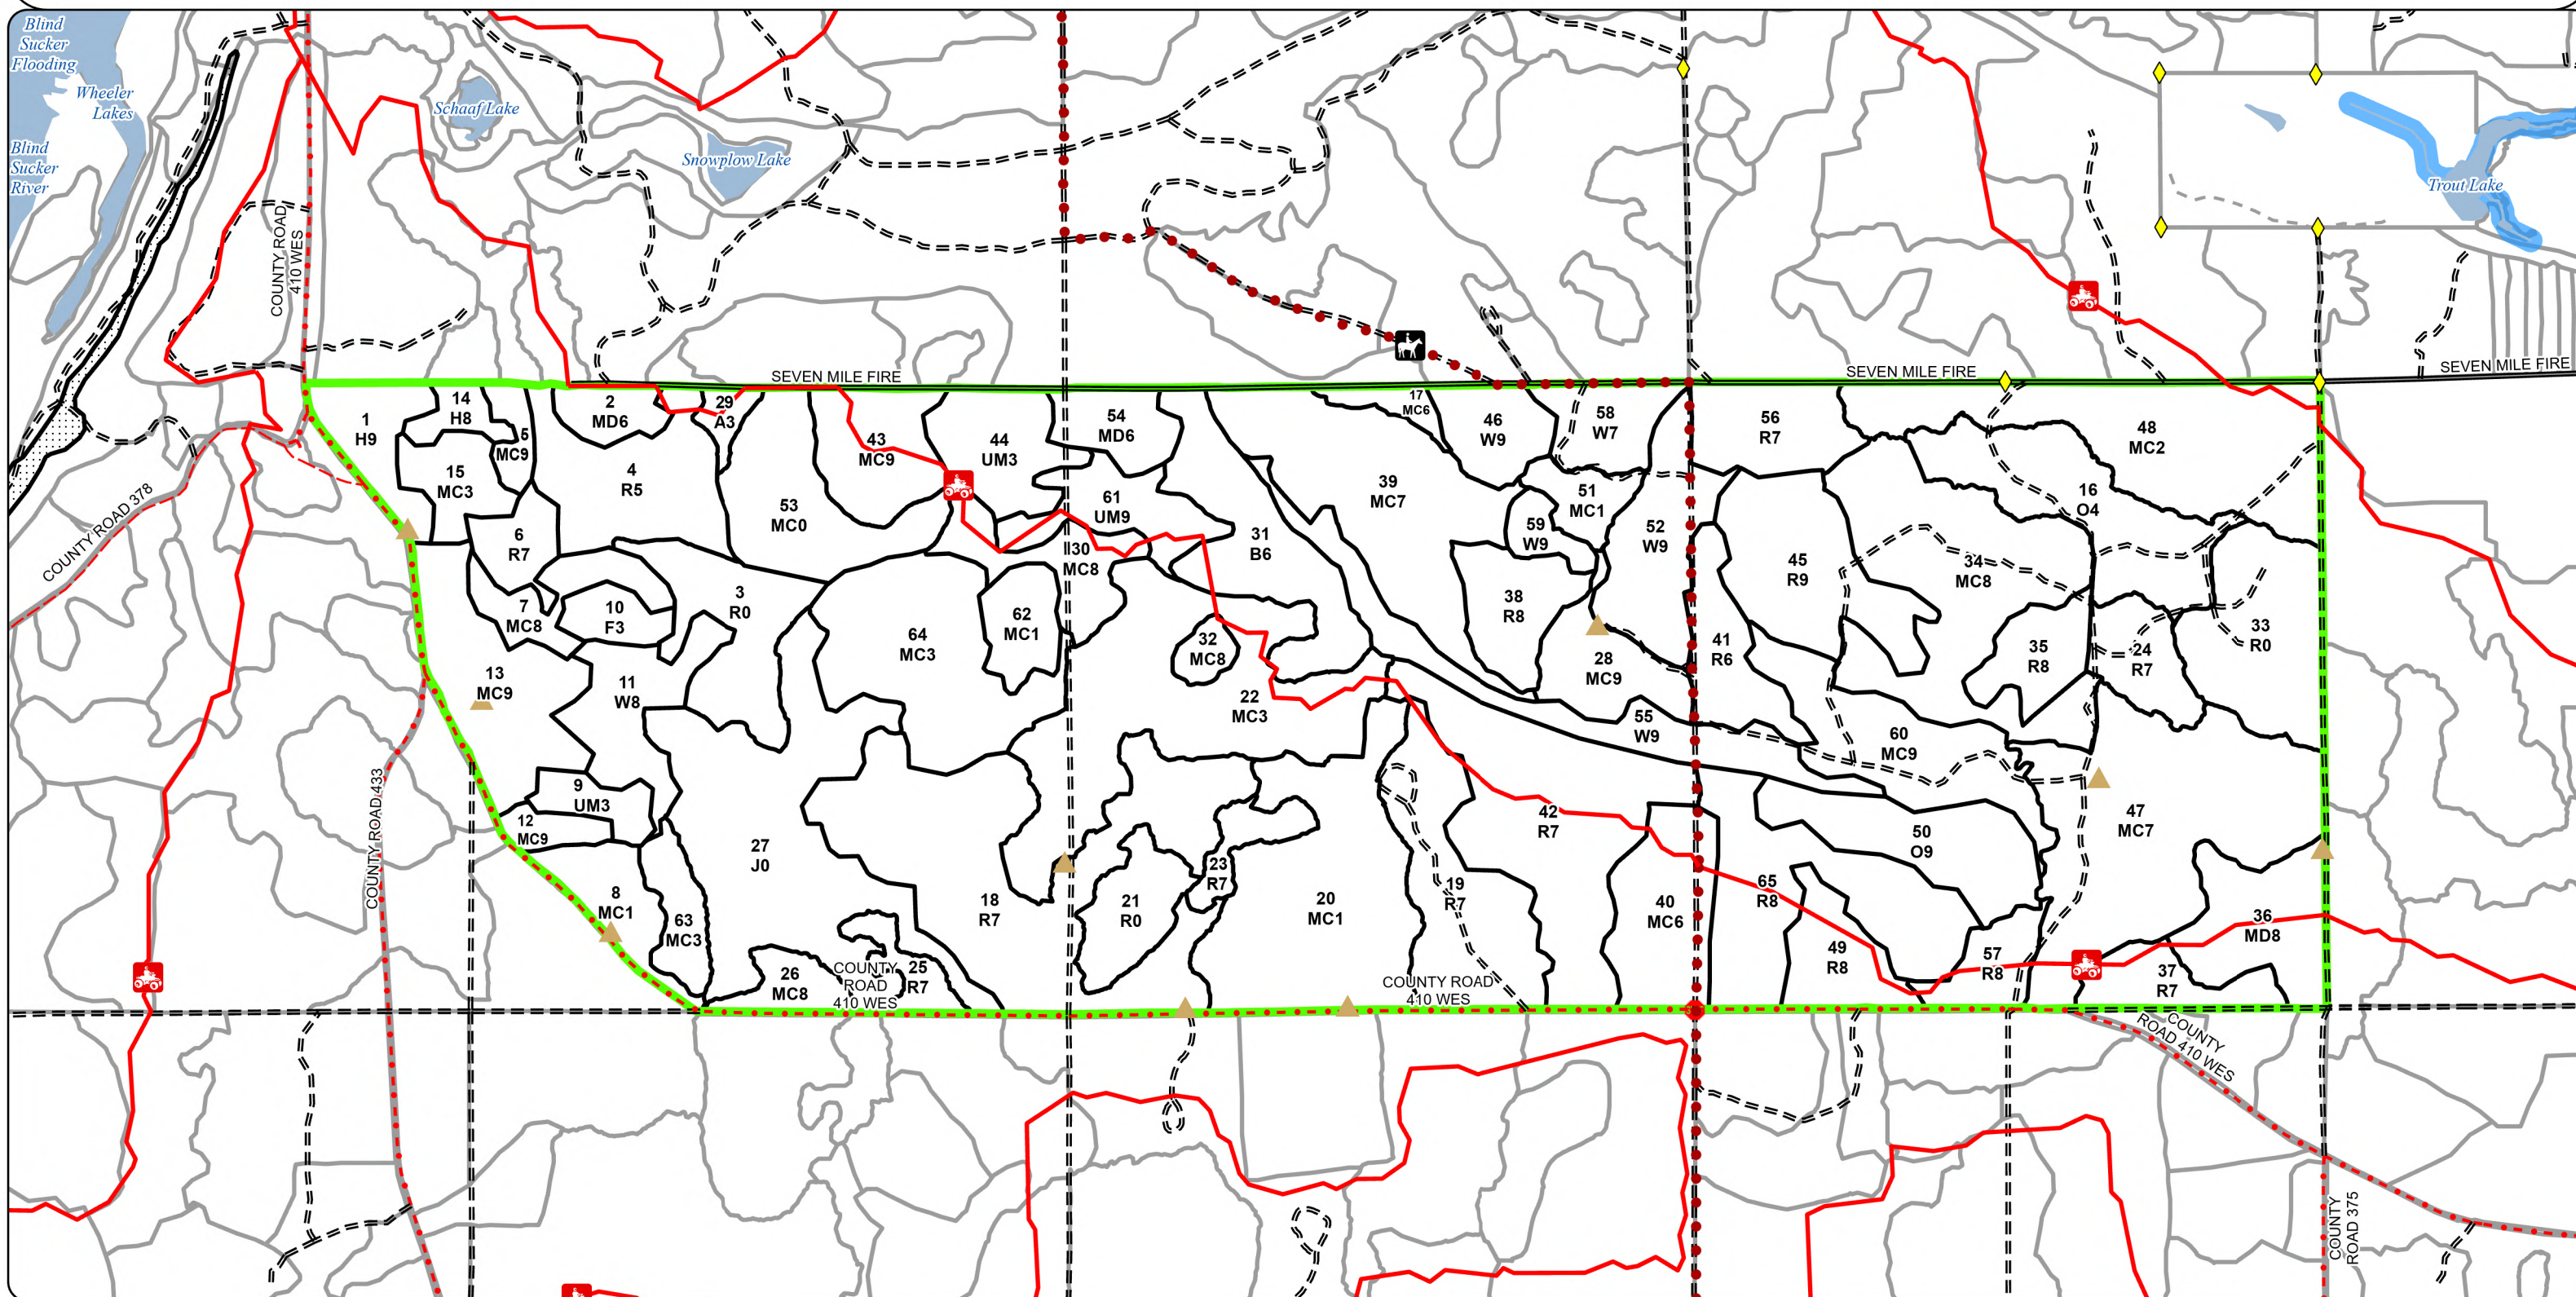 Blind
Sucker
Flooding
Wheeler
Lakes
Blind
Sucker
River
Schaaf Lake
Snowplow Lake
Trout Lake
COUNTY ROAD
410 WES
SEVEN MILE FIRE
SEVEN MILE FIRE
SEVEN MILE FIRE
COUNTY ROAD 378
COUNTY ROAD 433
1
H9
14
H8
5
MC9
2
MD6
29
A3
43
MC9
44
UM3
54
MD6
17
MC6
46
W9
58
W7
56
R7
48
MC2
15
MC3
4
R5
53
MC0
61
UM9
31
B6
39
MC7
51
MC1
59
W9
52
W9
16
O4
6
R7
30
MC8
45
R9
34
MC8
7
MC8
10
F3
3
R0
64
MC3
62
MC1
32
MC8
38
R8
28
MC9
41
R6
35
R8
24
R7
33
R0
13
MC9
11
W8
22
MC3
55
W9
60
MC9
9
UM3
12
MC9
27
J0
42
R7
50
O9
47
MC7
8
MC1
63
MC3
18
R7
21
R0
23
R7
20
MC1
19
R7
40
MC6
65
R8
49
R8
57
R8
36
MD8
37
R7
26
MC8
25
R7
COUNTY
ROAD
410 WES
COUNTY ROAD
410 WES
COUNTY
ROAD 410 WES
COUNTY
ROAD 375